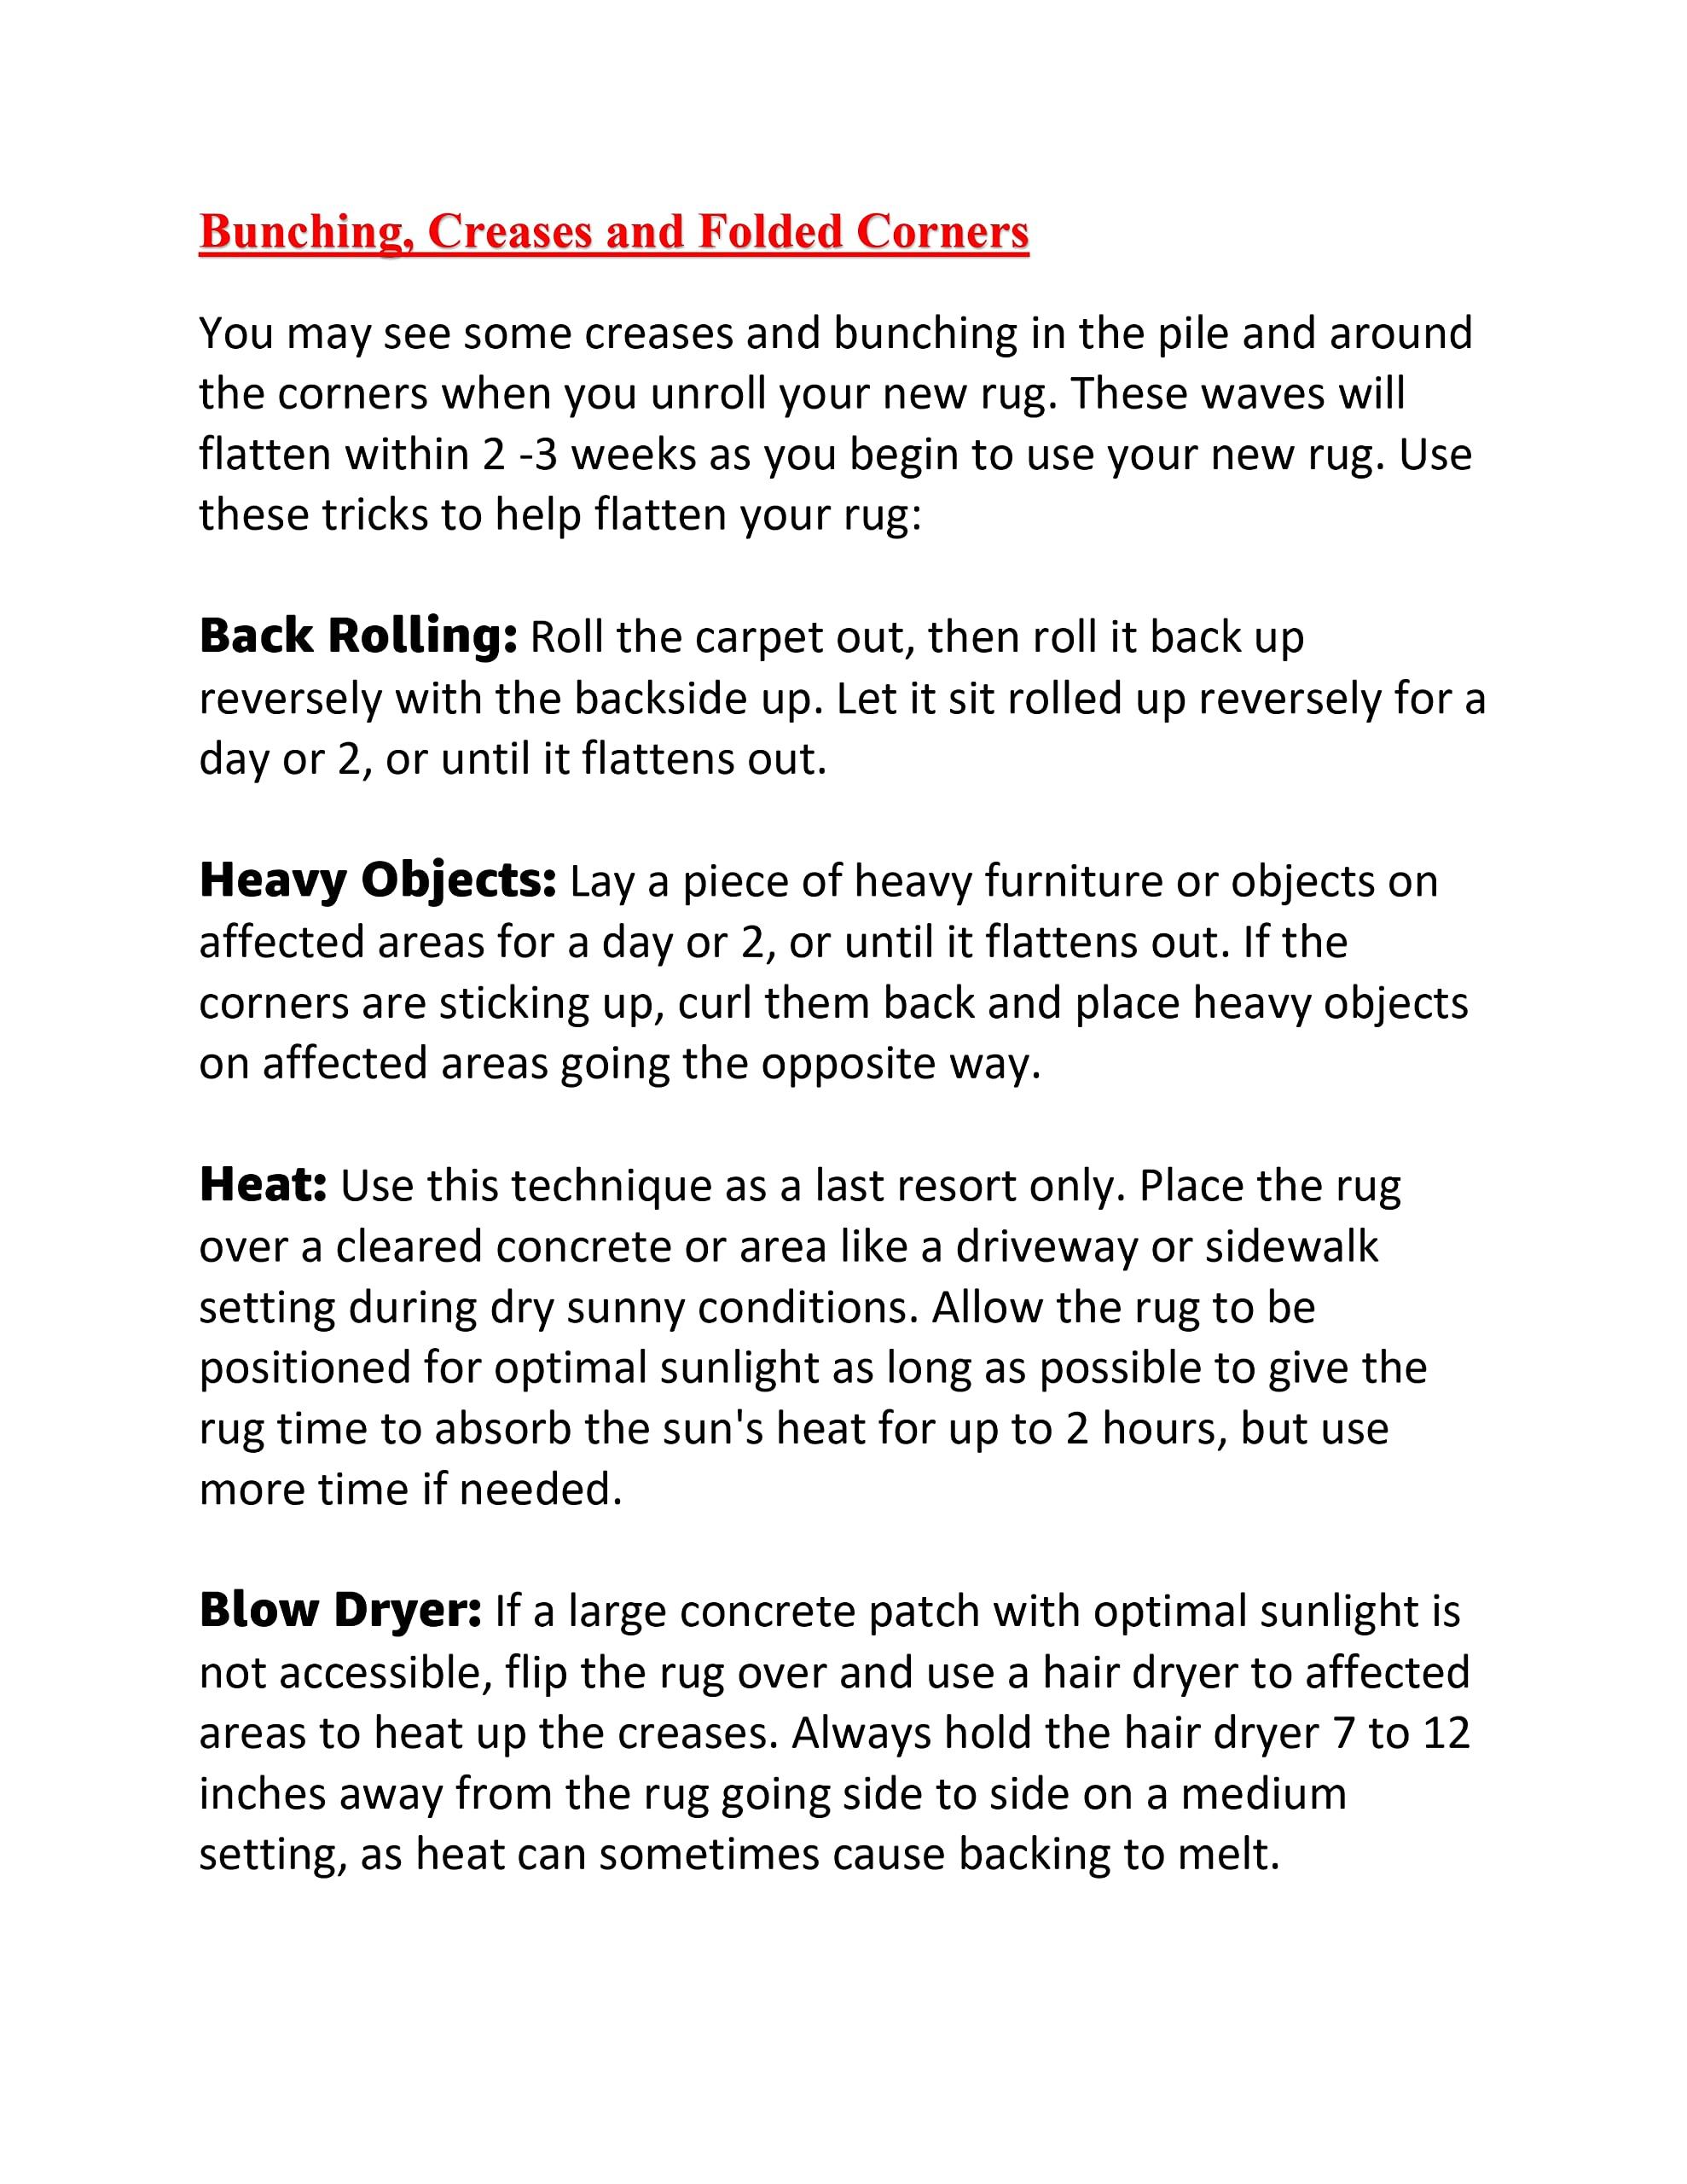 Bunching, Creases and Folded Corners
You may see some creases and bunching in the pile and around
the corners when you unroll your new rug. These waves will
flatten within 2 -3 weeks as you begin to use your new rug. Use
these tricks to help flatten your rug:
Back Rolling: Roll the carpet out, then roll it back up
reversely with the backside up. Let it sit rolled up reversely for a
day or 2, or until it flattens out.
Heavy Objects: Lay a piece of heavy furniture or objects on
affected areas for a day or 2, or until it flattens out. If the
corners are sticking up, curl them back and place heavy objects
on affected areas going the opposite way.
Heat: Use this technique as a last resort only. Place the rug
over a cleared concrete or area like a driveway or sidewalk
setting during dry sunny conditions. Allow the rug to be
positioned for optimal sunlight as long as possible to give the
rug time to absorb the sun's heat for up to 2 hours, but use
more time if needed.
Blow Dryer: If a large concrete patch with optimal sunlight is
not accessible, flip the rug over and use a hair dryer to affected
areas to heat up the creases. Always hold the hair dryer 7 to 12
inches away from the rug going side to side on a medium
setting, as heat can sometimes cause backing to melt.